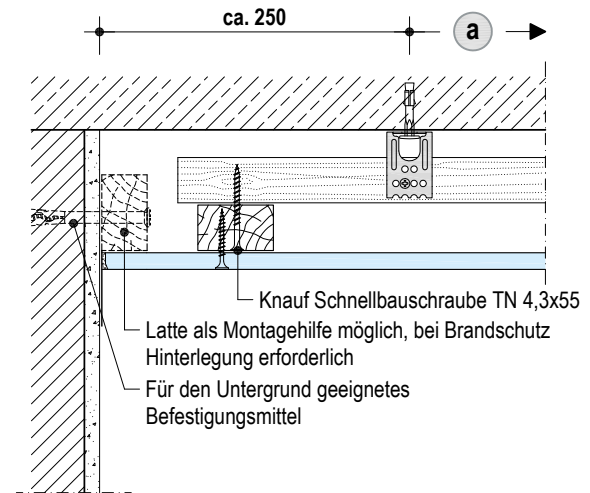 ca. 250
a
Knauf Schnellbauschraube TN 4,3x55
Latte als Montagehilfe möglich, bei Brandschutz
Hinterlegung erforderlich
Für den Untergrund geeignetes
Befestigungsmittel